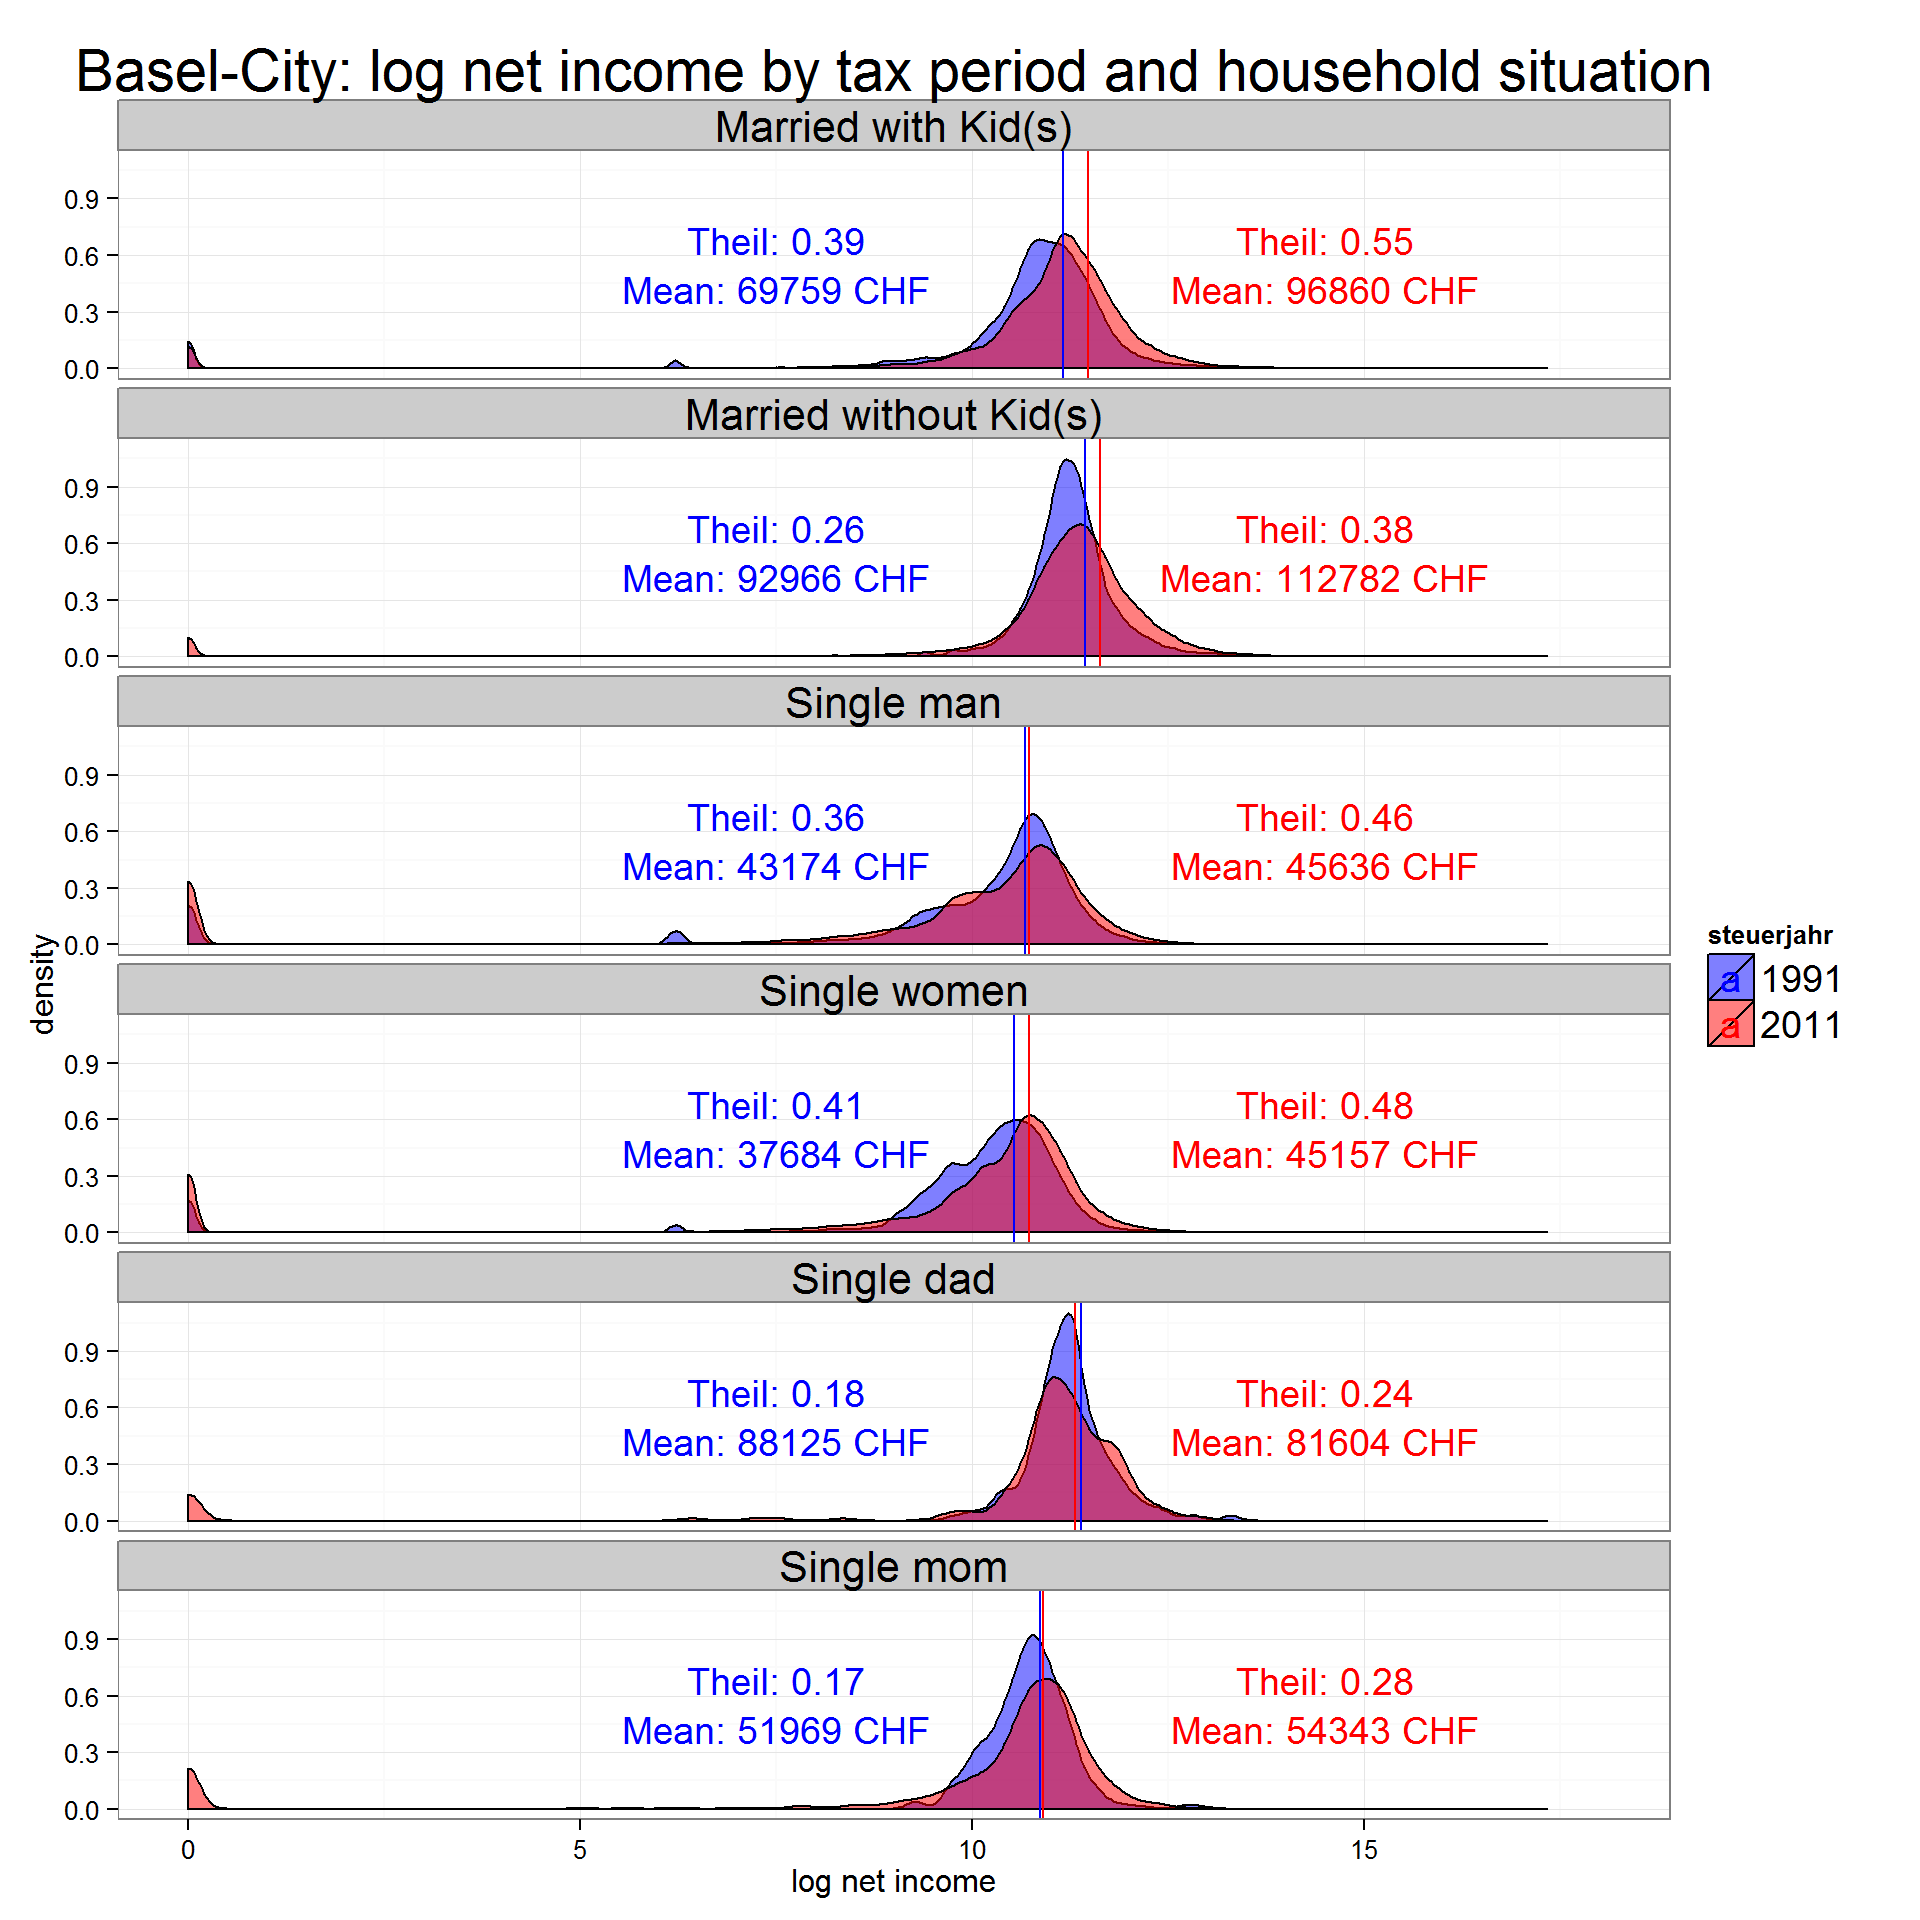 Basel-City: log net income by tax period and household situation
Married with Kid(s)
0.9
0.6
0.3
0.0
Theil: 0.39
Mean: 69759 CHF
Theil: 0.55
Mean: 96860 CHF
Married without Kid(s)
0.9
0.6
0.3
0.0
Theil: 0.26
Mean: 92966 CHF
Theil: 0.38
Mean: 112782 CHF
Single man
0.9
0.6
0.3
0.0
Theil: 0.36
Mean: 43174 CHF
Theil: 0.46
Mean: 45636 CHF
Single women
0.9
0.6
0.3
0.0
Theil: 0.41
Mean: 37684 CHF
Theil: 0.48
Mean: 45157 CHF
Single dad
0.9
0.6
0.3
0.0
Theil: 0.18
Mean: 88125 CHF
Theil: 0.24
Mean: 81604 CHF
Single mom
0.9
0.6
0.3
0.0
Theil: 0.17
Mean: 51969 CHF
Theil: 0.28
Mean: 54343 CHF
0 5 10 15
log net income
density
steuerjahr
a 1991
a 2011